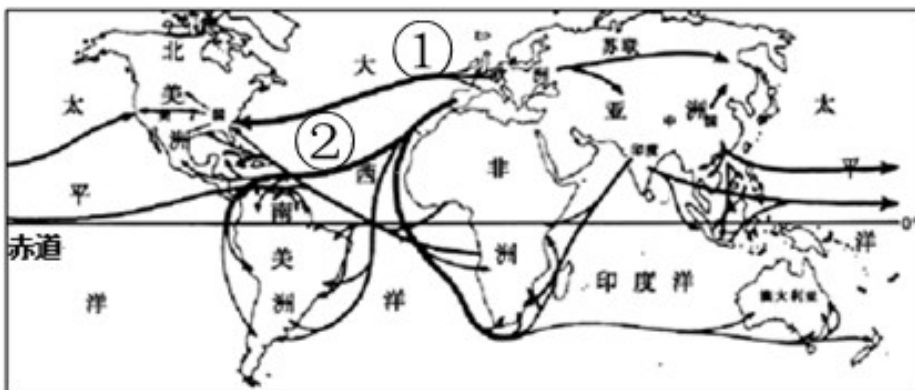 ①
②
北
美
洲
大
西
洋
太
平
洋
欧
洲
苏联
亚
洲
中
国
印度
非
洲
南
美
洲
印度洋
澳大利亚
太
平
洋
赤道
0°